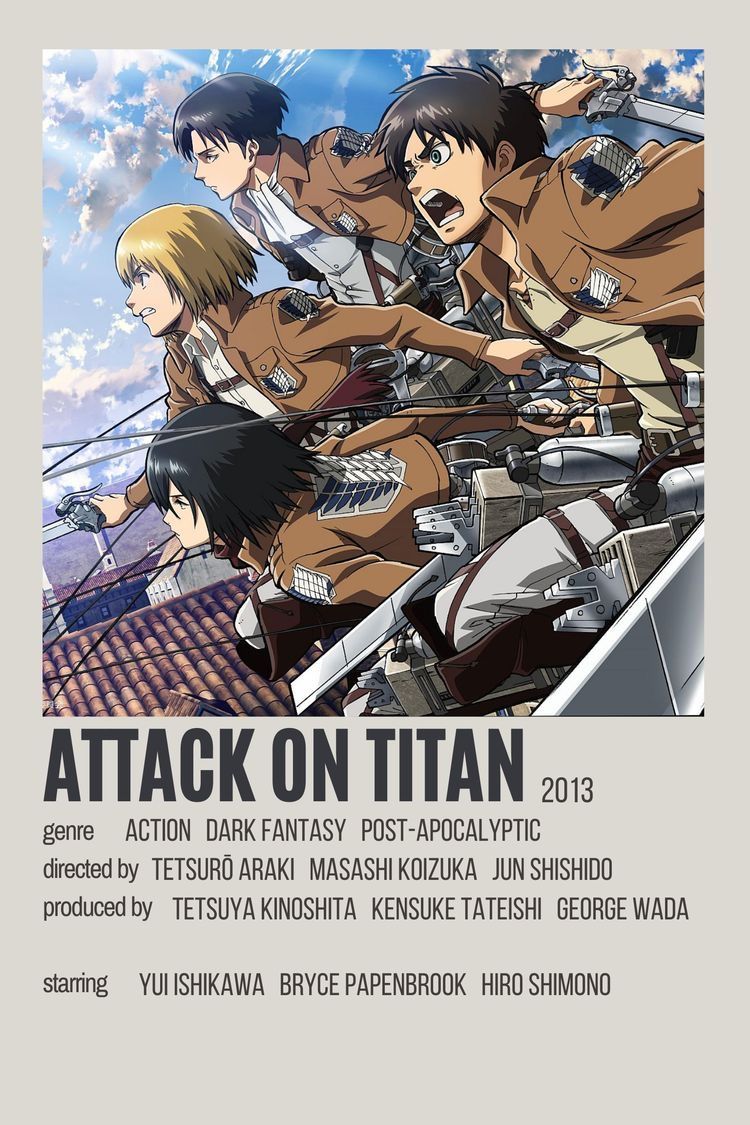 ATTACK ON TITAN 2013
genre ACTION DARK FANTASY POST-APOCALYPTIC
directed by TETSURŌ ARAKI MASASHI KOIZUKA JUN SHISHIDO
produced by TETSUYA KINOSHITA KENSUKE TATEISHI GEORGE WADA
starring YUI ISHIKAWA BRYCE PAPENBROOK HIRO SHIMONO